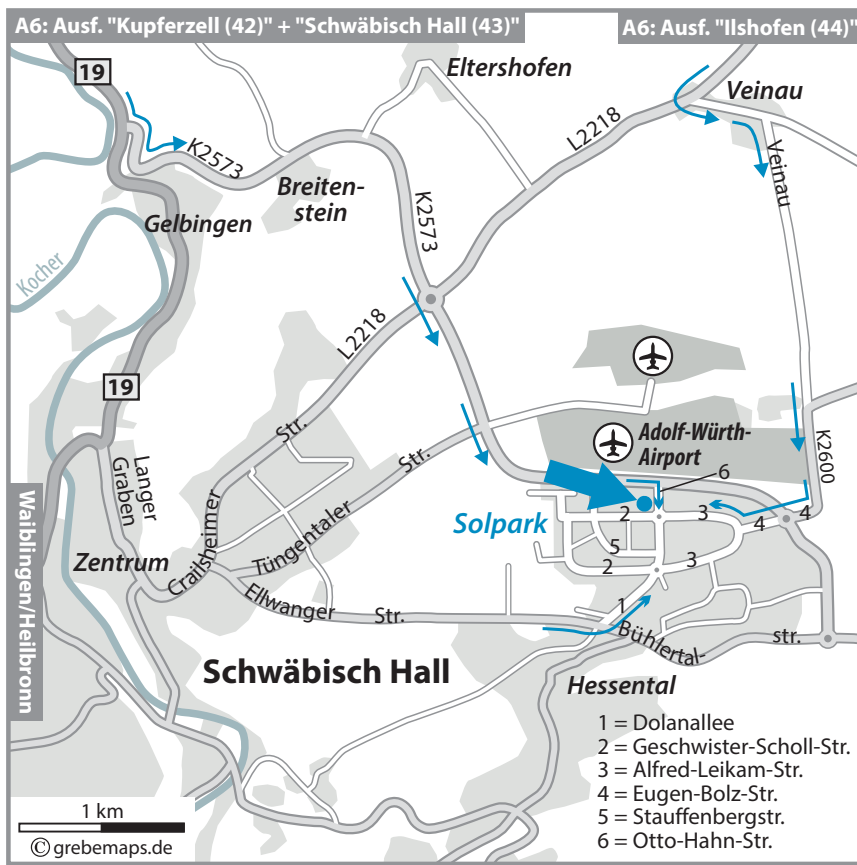 A6: Ausf. "Kupferzell (42)" + "Schwäbisch Hall (43)"
A6: Ausf. "Ilshofen (44)"
19
Eltershofen
Veinau
L2218
K2573
Veinau
Breiten-
stein
K2573
Gelbingen
Kocher
L2218
19
Str.
Str.
Adolf-Würth-
Airport
K2600
6
Langer
Graben
Solpark
2
3
4
4
Waiblingen/Heilbronn
Zentrum
Crailsheimer
Tüngentaler
5
2
3
Ellwanger
Str.
1
Bühlertal-
str.
Schwäbisch Hall
Hessental
1 = Dolanallee
2 = Geschwister-Scholl-Str.
3 = Alfred-Leikam-Str.
4 = Eugen-Bolz-Str.
5 = Stauffenbergstr.
6 = Otto-Hahn-Str.
1 km
© grebemaps.de